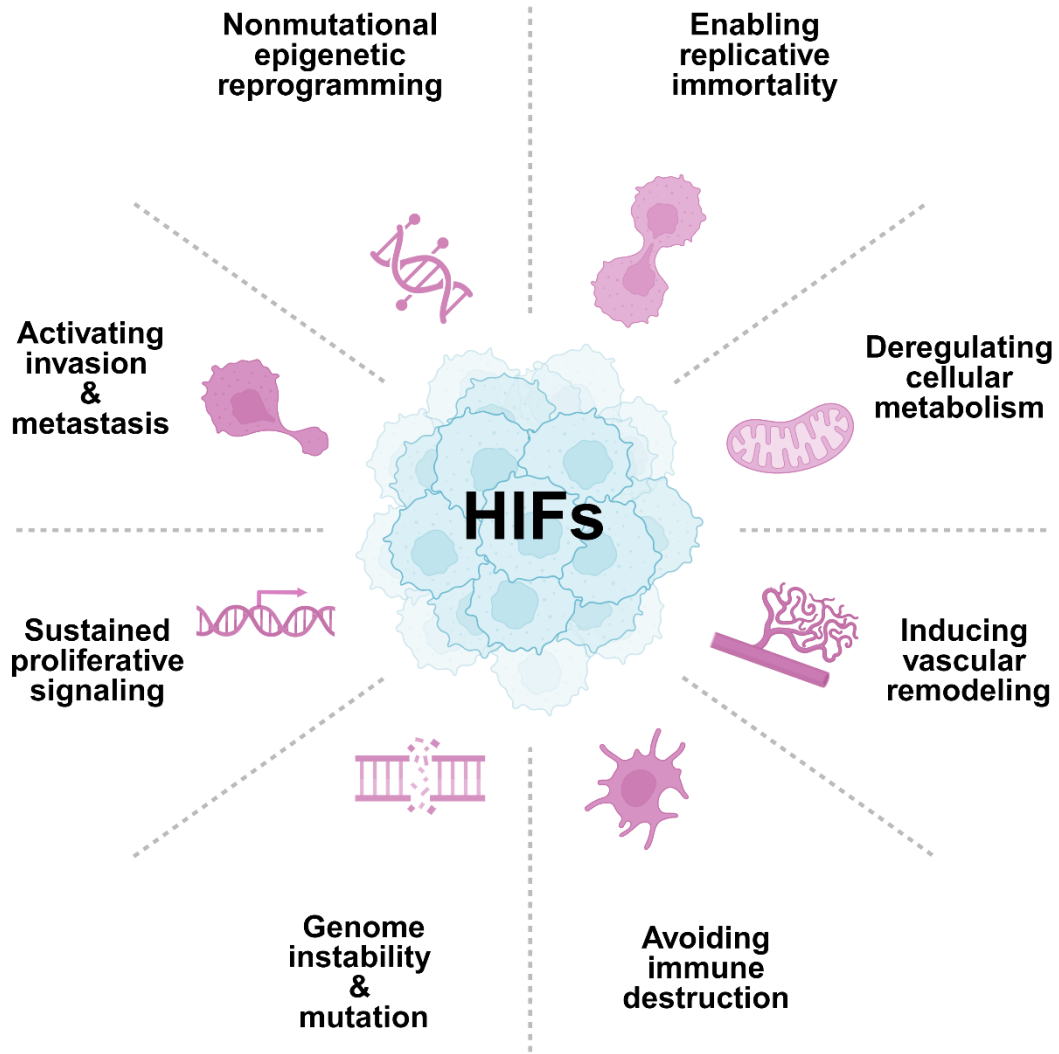 Nonmutational
epigenetic
reprogramming
Enabling
replicative
immortality
Activating
invasion
&
metastasis
Deregulating
cellular
metabolism
HIFs
Sustained
proliferative
signaling
Inducing
vascular
remodeling
Genome
instability
&
mutation
Avoiding
immune
destruction